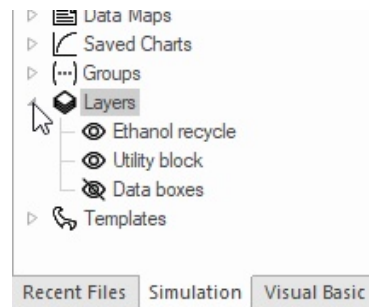 Data Maps
Saved Charts
Groups
Layers
Ethanol recycle
Utility block
Data boxes
Templates
Recent Files Simulation Visual Basic